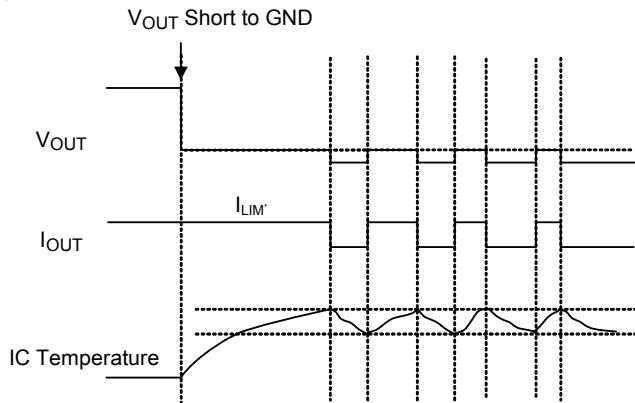 VOUT Short to GND
VOUT
ILIM'
IOUT
IC Temperature